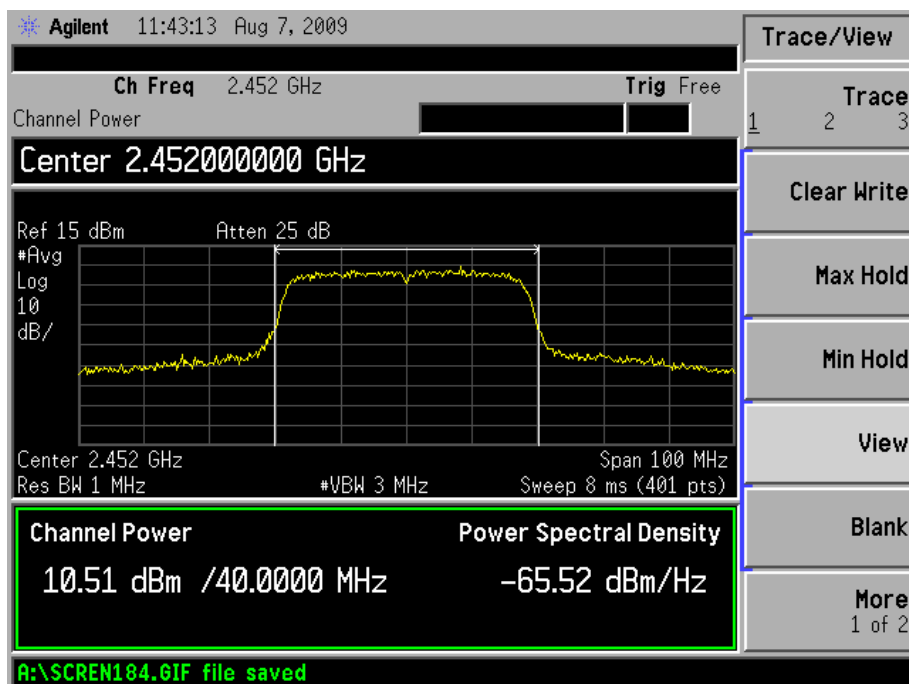 Agilent 11:43:13 Aug 7, 2009
Trace/View
Ch Freq 2.452 GHz
Trig Free
Channel Power
Trace
1 2 3
Center 2.452000000 GHz
Clear Write
Ref 15 dBm
Atten 25 dB
#Avg
Log
10
dB/
Max Hold
Min Hold
View
Center 2.452 GHz
Span 100 MHz
Res BW 1 MHz
#VBW 3 MHz
Sweep 8 ms (401 pts)
Channel Power
Power Spectral Density
10.51 dBm /40.0000 MHz
-65.52 dBm/Hz
Blank
More
1 of 2
A:\SCREN184.GIF file saved